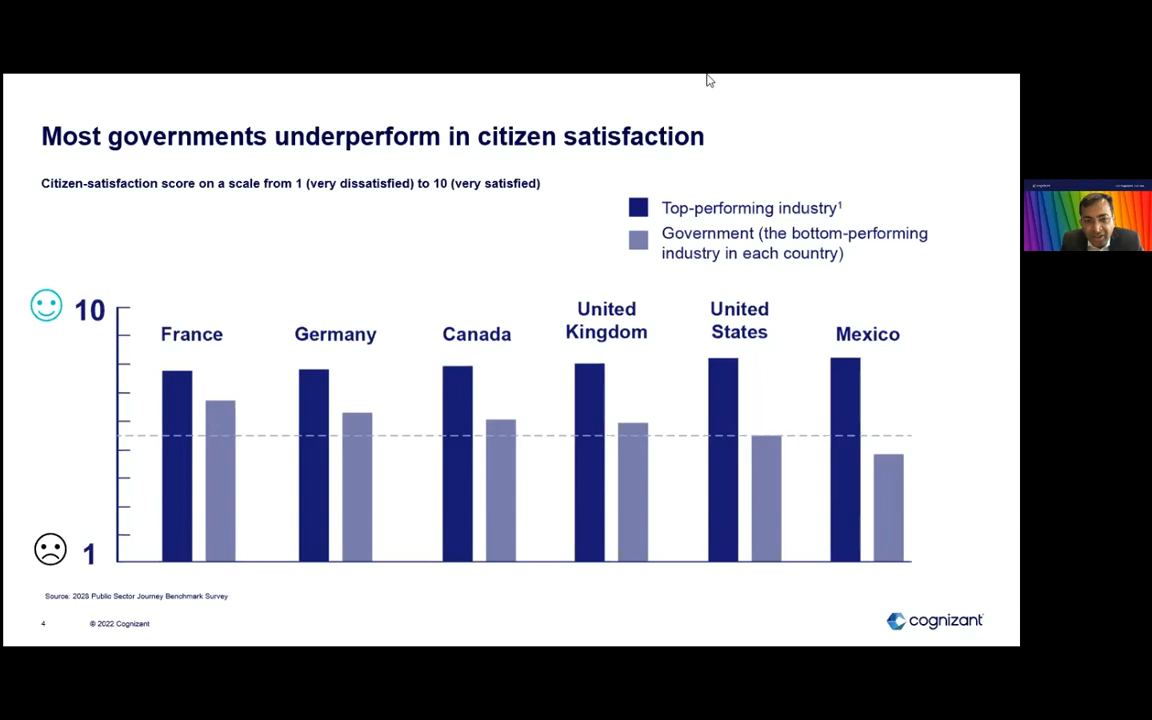 Most governments underperform in citizen satisfaction
Citizen-satisfaction score on a scale from 1 (very dissatisfied) to 10 (very satisfied)
Top-performing industry¹
Government (the bottom-performing
industry in each country)
10
France
Germany
Canada
United
Kingdom
United
States
Mexico
1
Source: 2028 Public Sector Journey Benchmark Survey
4
© 2022 Cognizant
cognizant